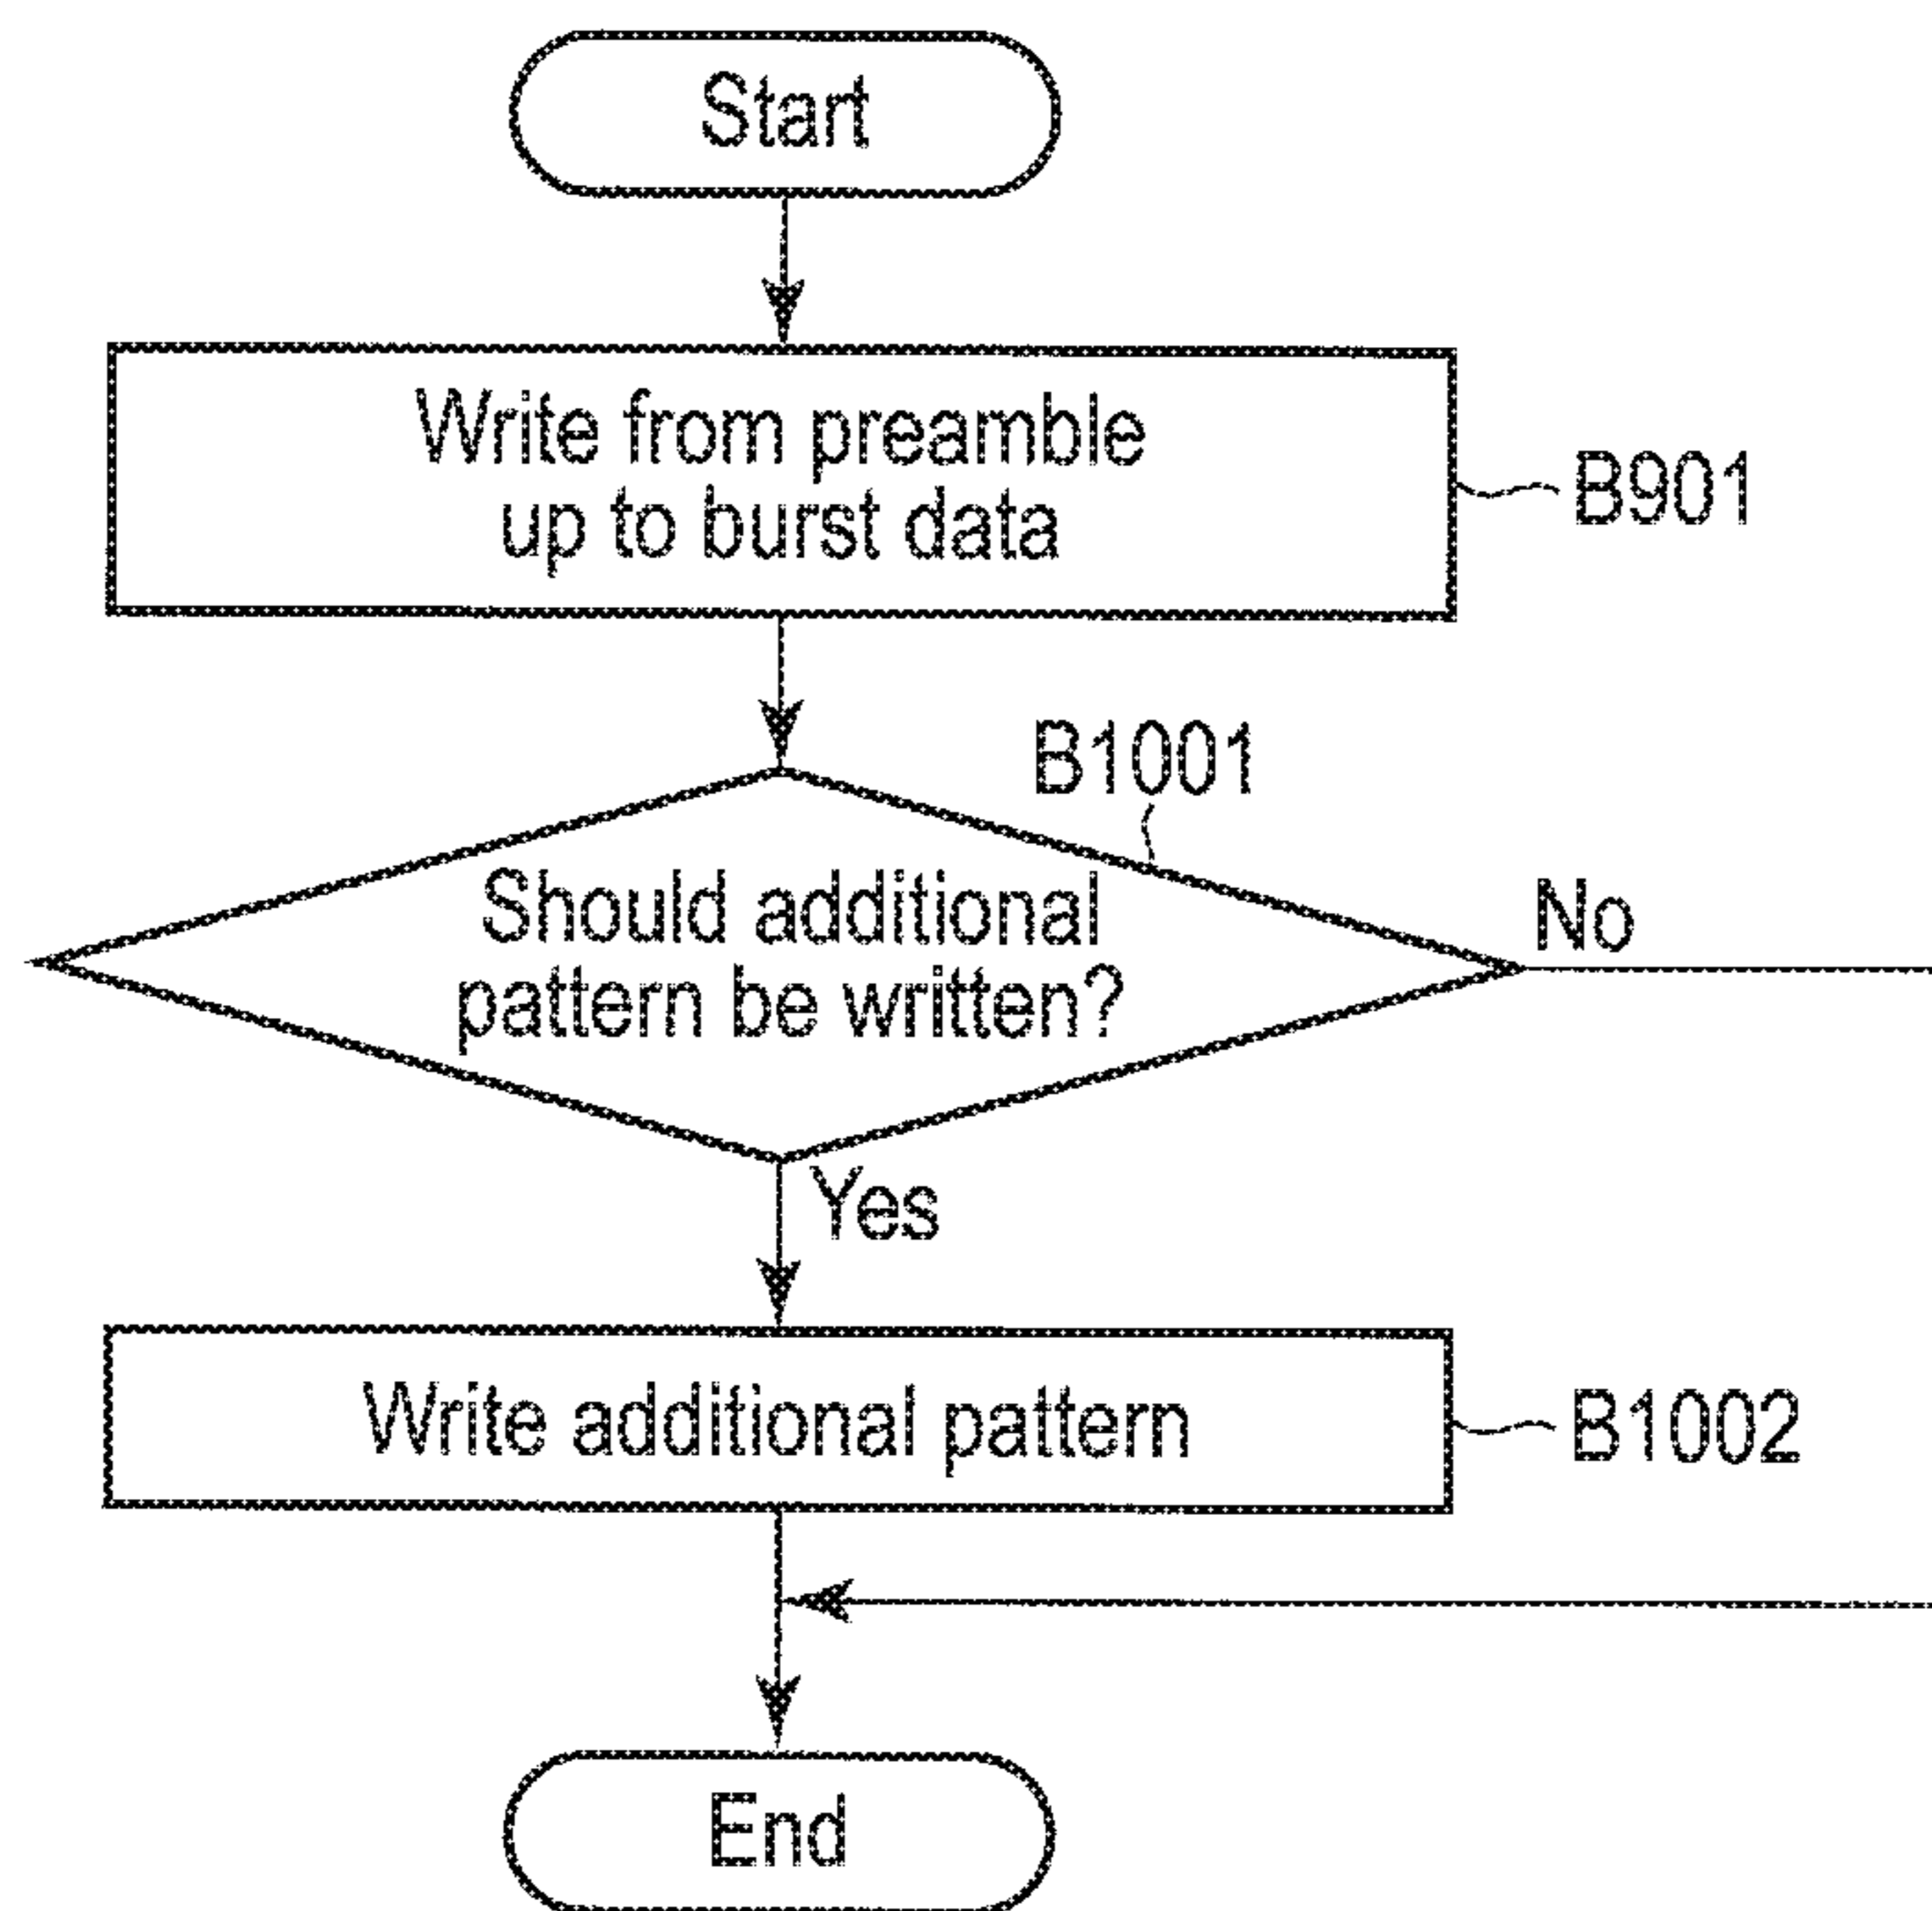 Start
Write from preamble
up to burst data
B901
B1001
Should additional
pattern be written?
No
Yes
Write additional pattern
B1002
End